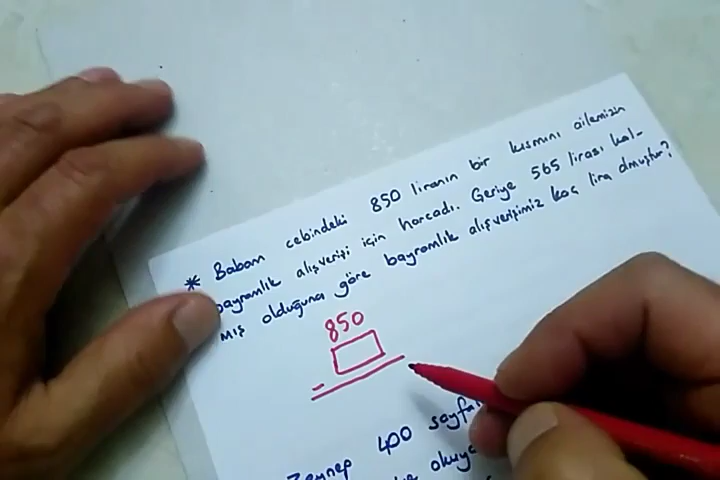 * Babam cebindeki 850 liranın bir kısmını ailemizin
bayramlık alışverişi için harcadı. Geriye 565 lirası kal-
mış olduğuna göre bayramlık alışverişimiz kaç lira olmuştur?
850
-
Zeynep 400